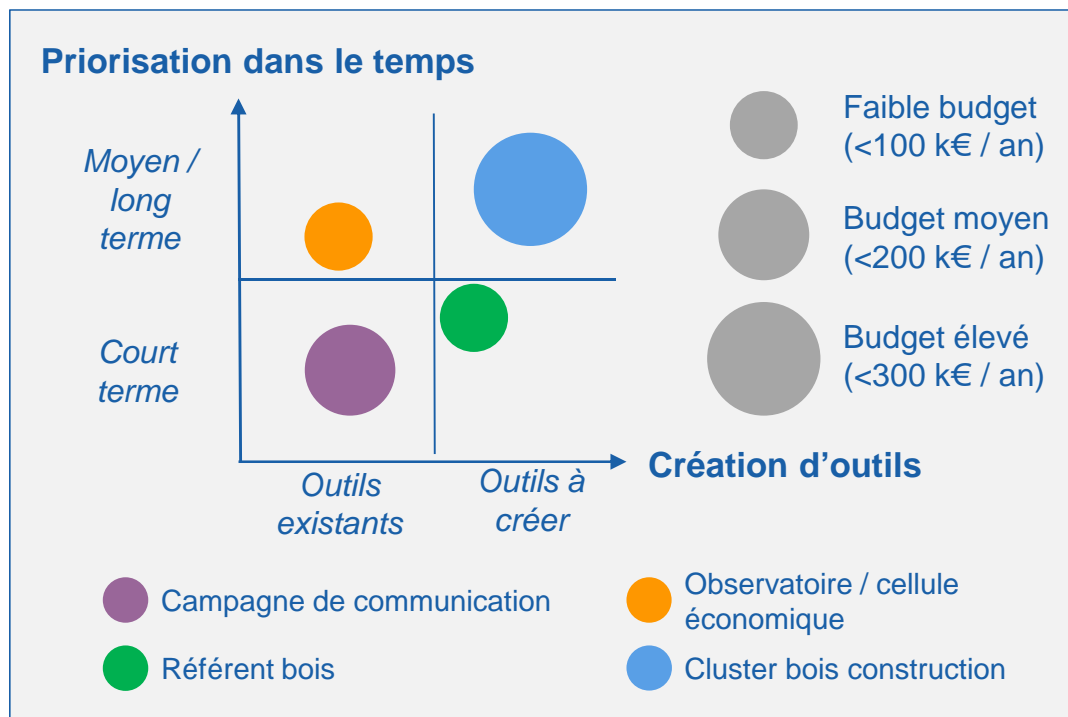 Priorisation dans le temps
Moyen /
long
terme
Court
terme
Outils
existants
Outils à
créer
Création d’outils
Faible budget
(<100 k€ / an)
Budget moyen
(<200 k€ / an)
Budget élevé
(<300 k€ / an)
Campagne de communication
Référent bois
Observatoire / cellule
économique
Cluster bois construction